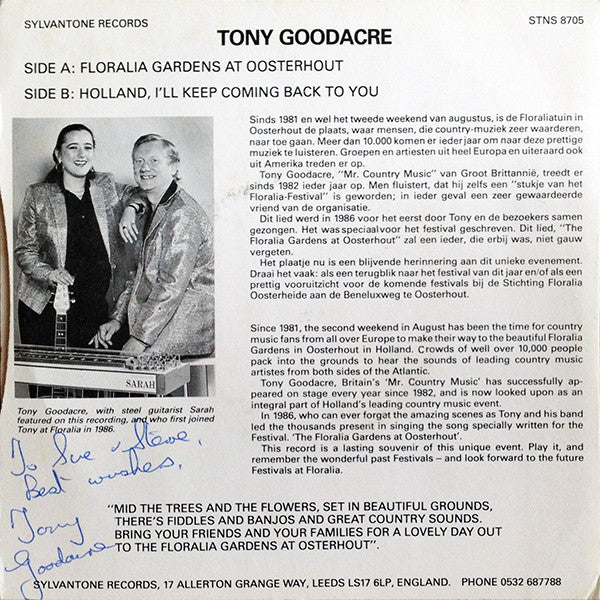 SYLVANTONE RECORDS
STNS 8705
TONY GOODACRE
SIDE A: FLORALIA GARDENS AT OOSTERHOUT
SIDE B: HOLLAND, I'LL KEEP COMING BACK TO YOU
Sinds 1981 en wel het tweede weekend van augustus, is de Floraliatuin in
Oosterhout de plaats, waar mensen, die country-muziek zeer waarderen,
naar toe gaan. Meer dan 10.000 komen er ieder jaar om naar deze prettige
muziek te luisteren. Groepen en artiesten uit heel Europa en uiteraard ook
uit Amerika treden er op.
Tony Goodacre, "Mr. Country Music" van Groot Brittannië, treedt er
sinds 1982 ieder jaar op. Men fluistert, dat hij zelfs een "stukje van het
Floralia-Festival" is geworden; in ieder geval een zeer gewaardeerde
vriend van de organisatie.
Dit lied werd in 1986 voor het eerst door Tony en de bezoekers samen
gezongen. Het was speciaal voor het festival geschreven. Dit lied, "The
Floralia Gardens at Oosterhout" zal een ieder, die erbij was, niet gauw
vergeten.
Het plaatje nu is een blijvende herinnering aan dit unieke evenement.
Draai het vaak: als een terugblik naar het festival van dit jaar en/of als een
prettig vooruitzicht voor de komende festivals bij de Stichting Floralia
Oosterheide aan de Beneluxweg te Oosterhout.
Since 1981, the second weekend in August has been the time for country
music fans from all over Europe to make their way to the beautiful Floralia
Gardens in Oosterhout in Holland. Crowds of well over 10,000 people
pack into the grounds to hear the sounds of leading country music
artistes from both sides of the Atlantic.
Tony Goodacre, Britain's 'Mr. Country Music' has successfully ap-
peared on stage every year since 1982, and is now looked upon as an
integral part of Holland's leading country music event.
In 1986, who can ever forget the amazing scenes as Tony and his band
led the thousands present in singing the song specially written for the
Festival. 'The Floralia Gardens at Oosterhout'.
This record is a lasting souvenir of this unique event. Play it, and
remember the wonderful past Festivals – and look forward to the future
Festivals at Floralia.
SARAH
Tony Goodacre, with steel guitarist Sarah
featured on this recording, and who first joined
Tony at Floralia in 1986.
To Sue & Steve,
Best wishes,
Tony
Goodacre
"MID THE TREES AND THE FLOWERS, SET IN BEAUTIFUL GROUNDS,
THERE'S FIDDLES AND BANJOS AND GREAT COUNTRY SOUNDS.
BRING YOUR FRIENDS AND YOUR FAMILIES FOR A LOVELY DAY OUT
TO THE FLORALIA GARDENS AT OSTERHOUT".
SYLVANTONE RECORDS, 17 ALLERTON GRANGE WAY, LEEDS LS17 6LP, ENGLAND. PHONE 0532 687788